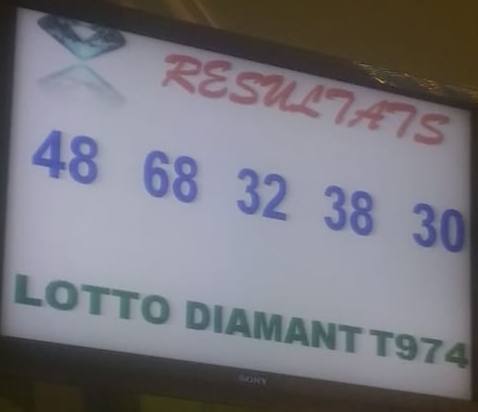 RESULTATS
48 68 32 38 30
LOTTO DIAMANT T974
SONY